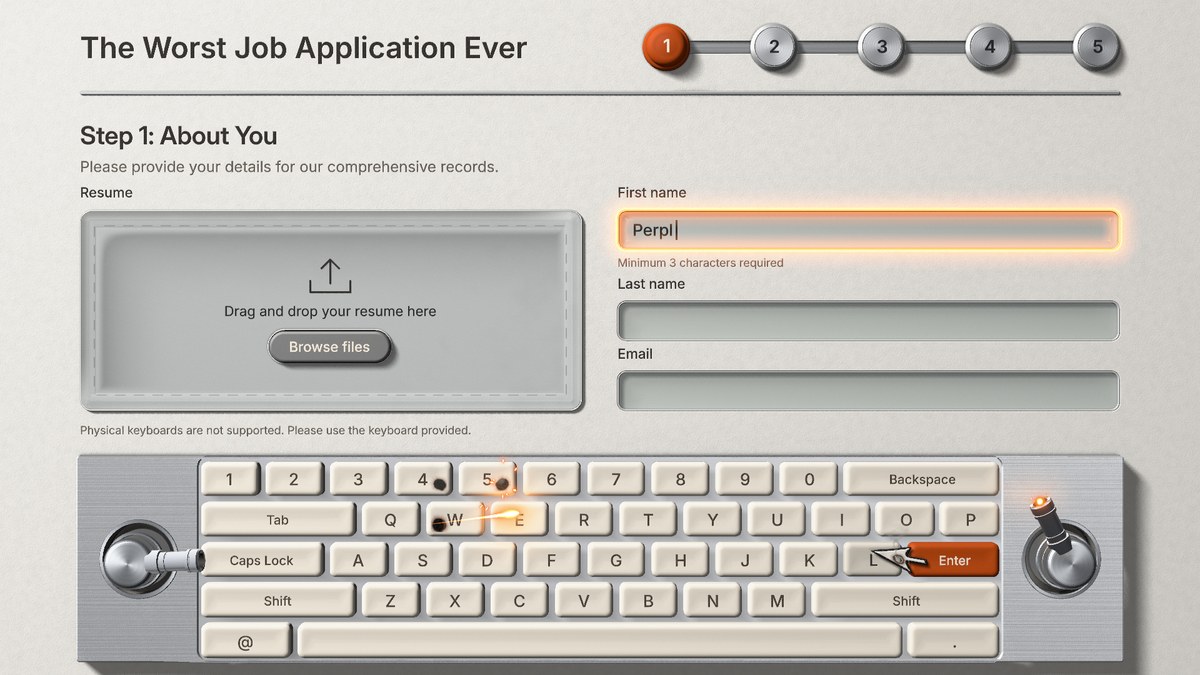 The Worst Job Application Ever
1 2 3 4 5
Step 1: About You
Please provide your details for our comprehensive records.
Resume
Drag and drop your resume here
Browse files
First name
Perpl
Minimum 3 characters required
Last name
Email
Physical keyboards are not supported. Please use the keyboard provided.
1 2 3 4 5 6 7 8 9 0 Backspace
Tab Q W E R T Y U I O P
Caps Lock A S D F G H J K L Enter
Shift Z X C V B N M Shift
@ .